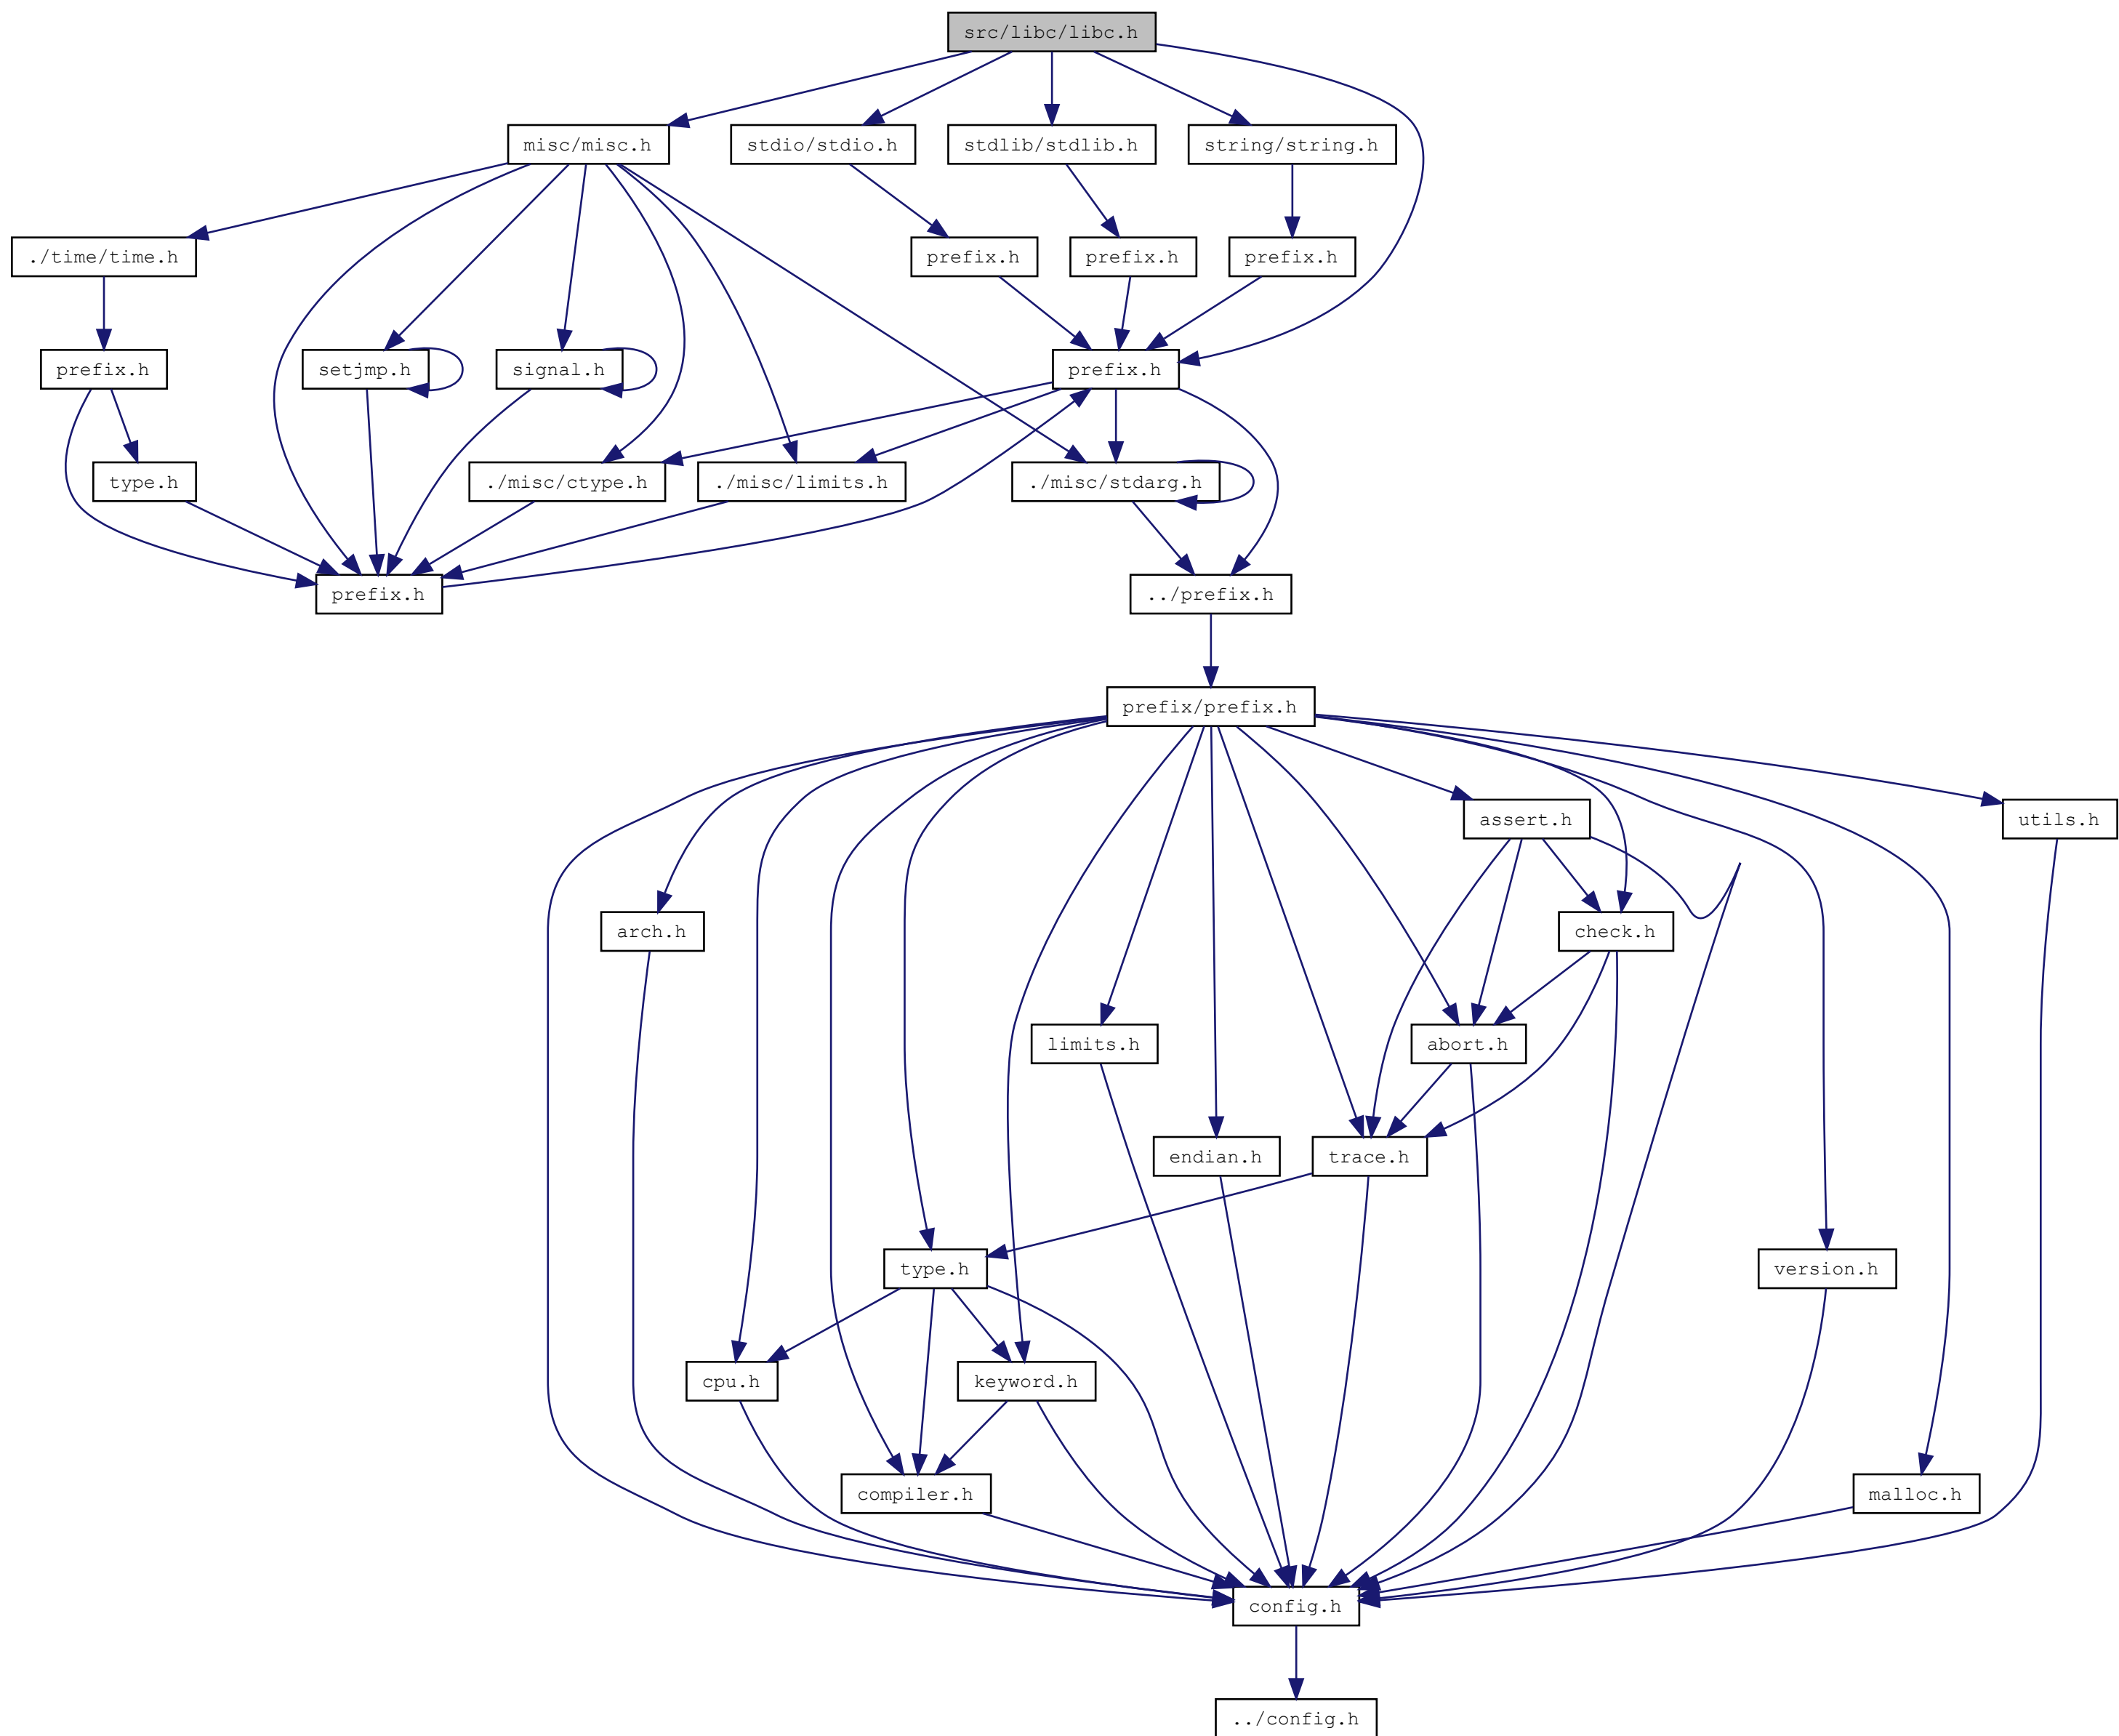 src/libc/libc.h
misc/misc.h
stdio/stdio.h
stdlib/stdlib.h
string/string.h
./time/time.h
prefix.h
prefix.h
prefix.h
prefix.h
setjmp.h
signal.h
prefix.h
type.h
./misc/ctype.h
./misc/limits.h
./misc/stdarg.h
prefix.h
../prefix.h
prefix/prefix.h
assert.h
utils.h
arch.h
check.h
limits.h
abort.h
endian.h
trace.h
type.h
version.h
cpu.h
keyword.h
compiler.h
malloc.h
config.h
../config.h